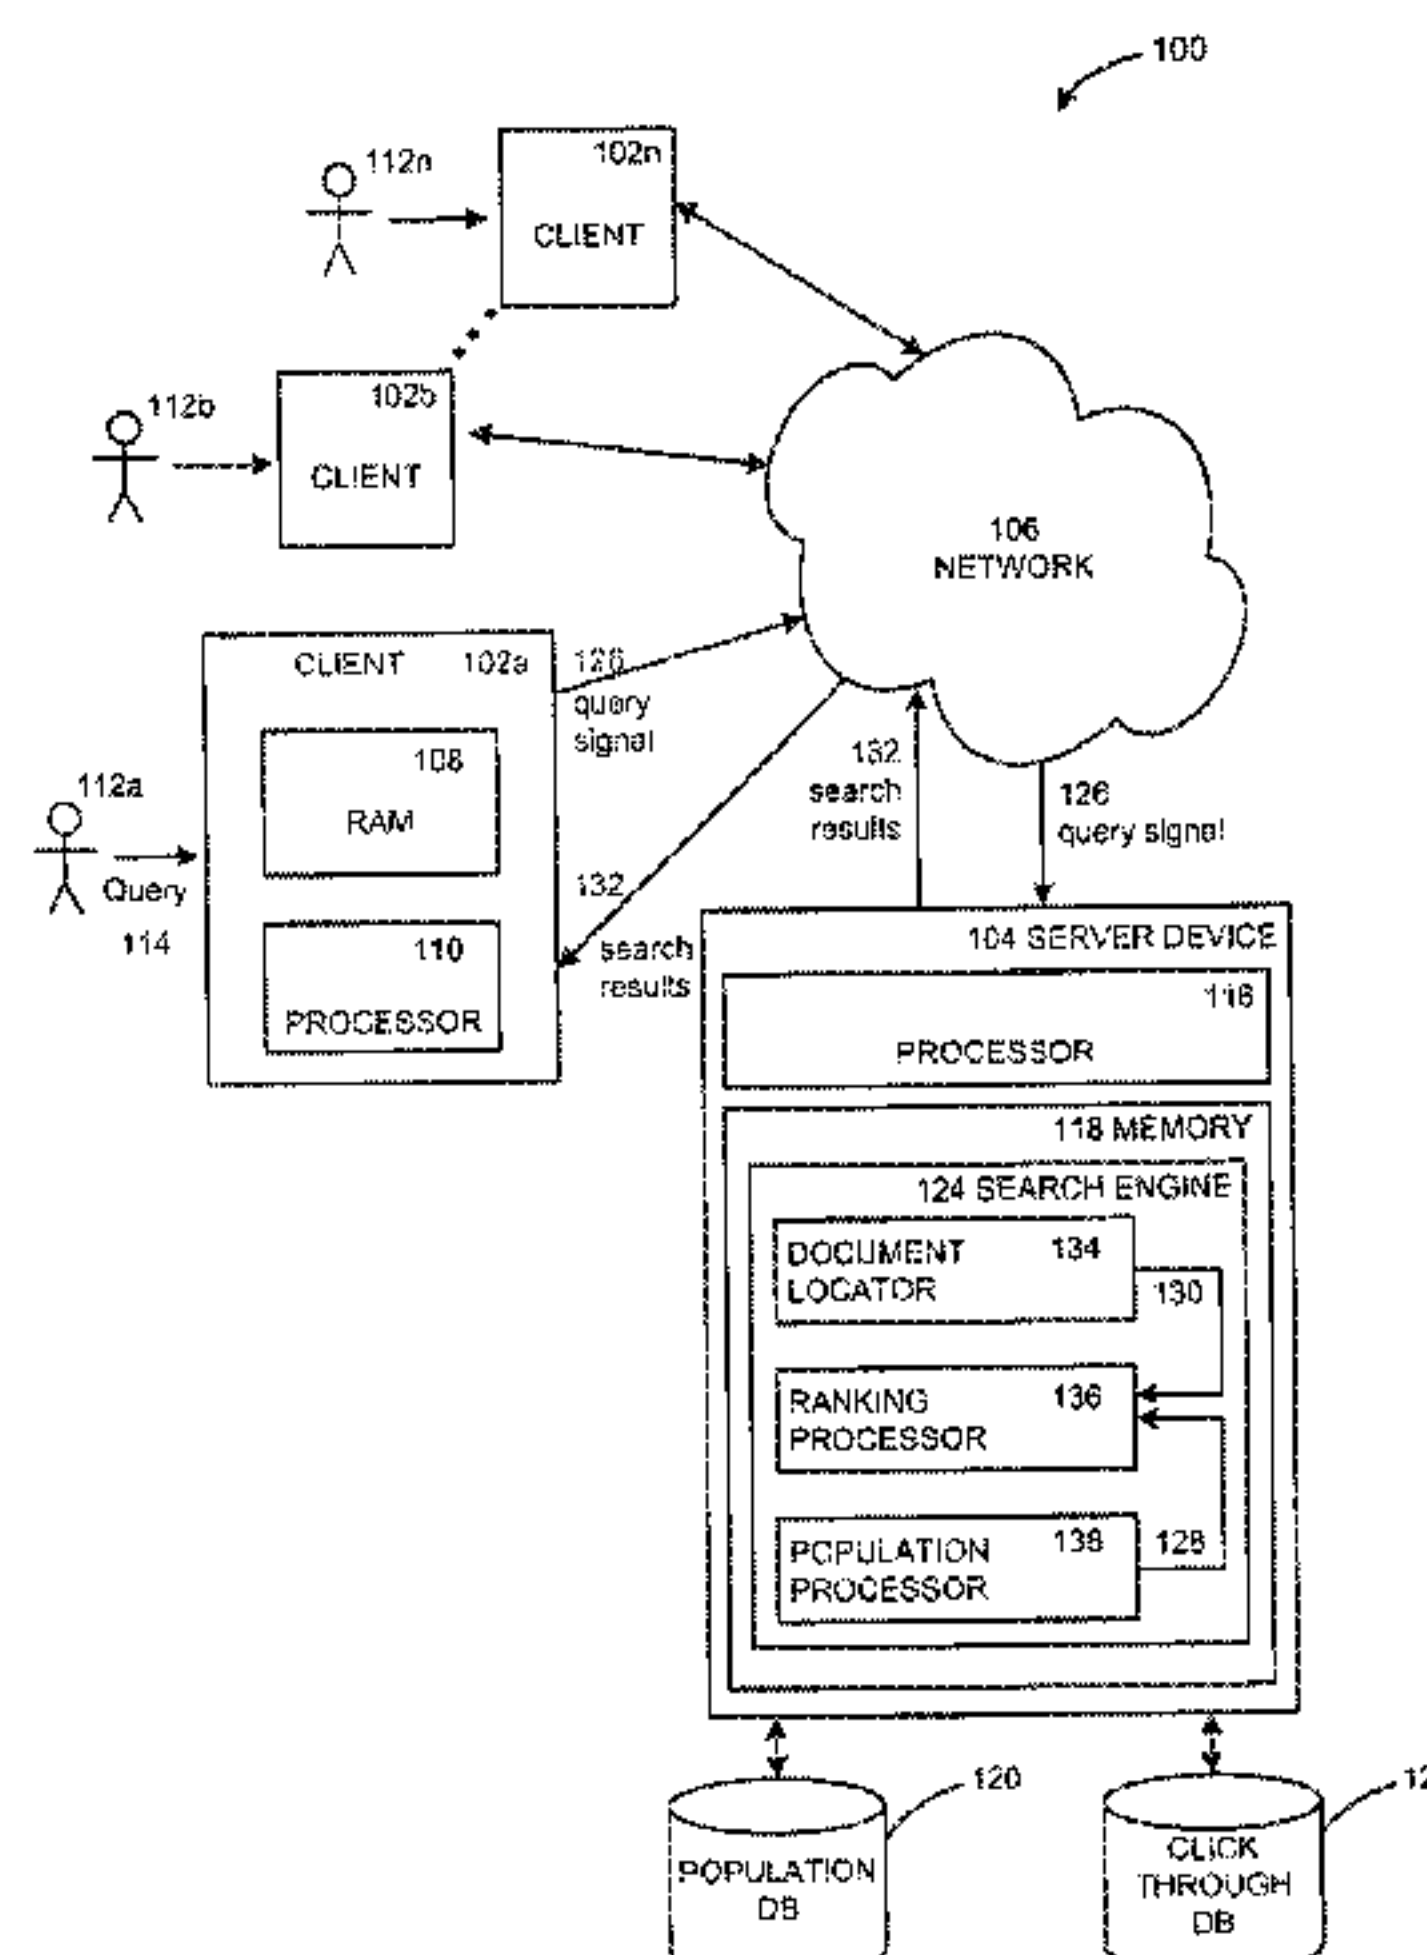 100
112n
102n
CLIENT
112b
102b
CLIENT
106
NETWORK
CLIENT 102a
126
query
signal
108
RAM
112a
Query
114
110
PROCESSOR
132
search
results
132
search
results
126
query signal
104 SERVER DEVICE
116
PROCESSOR
118 MEMORY
124 SEARCH ENGINE
DOCUMENT 134
LOCATOR
130
RANKING 136
PROCESSOR
POPULATION 138
PROCESSOR
128
120
POPULATION
DB
CLICK
THROUGH
DB